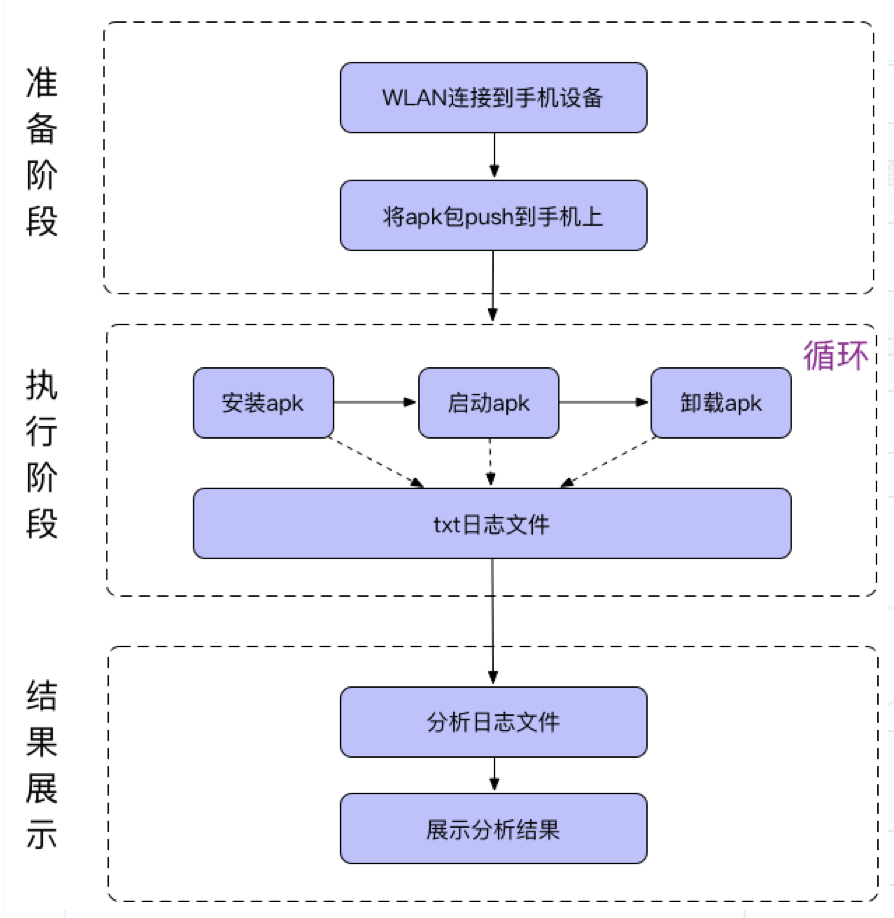 准备阶段
WLAN连接到手机设备
将apk包push到手机上
执行阶段
循环
安装apk
启动apk
卸载apk
txt日志文件
结果展示
分析日志文件
展示分析结果